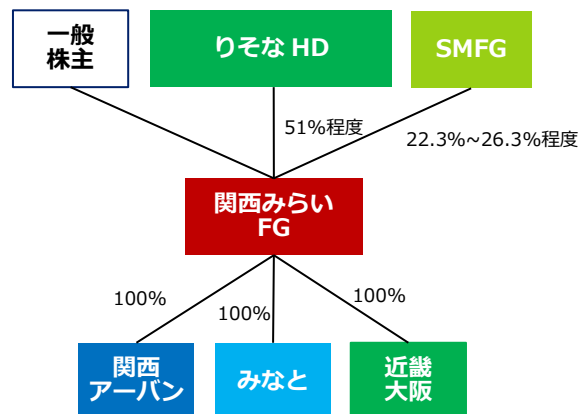 一般
株主
りそな HD
SMFG
51%程度
22.3%~26.3%程度
関西みらい
FG
100%
100%
100%
関西
アーバン
みなと
近畿
大阪